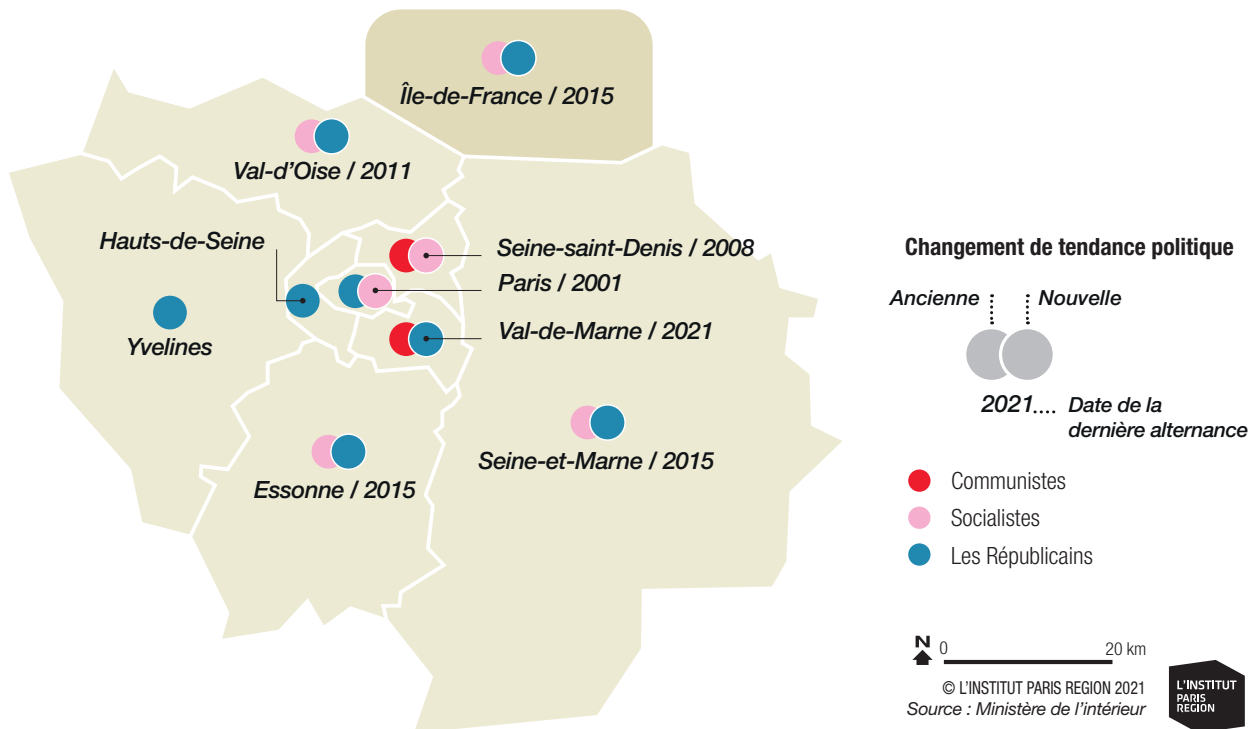 Île-de-France / 2015
Val-d'Oise / 2011
Hauts-de-Seine
Seine-saint-Denis / 2008
Paris / 2001
Val-de-Marne / 2021
Yvelines
Seine-et-Marne / 2015
Essonne / 2015
Changement de tendance politique
Ancienne
Nouvelle
2021.... Date de la
dernière alternance
Communistes
Socialistes
Les Républicains
N
0
20 km
© L'INSTITUT PARIS REGION 2021
Source : Ministère de l'intérieur
L'INSTITUT
PARIS
REGION